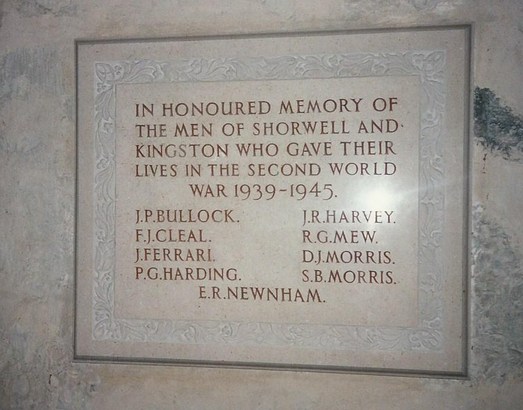 IN HONOURED MEMORY OF
THE MEN OF SHORWELL AND
KINGSTON WHO GAVE THEIR
LIVES IN THE SECOND WORLD
WAR 1939-1945.
J.P.BULLOCK. J.R.HARVEY.
F.J.CLEAL. R.G.MEW.
J.FERRARI. D.J.MORRIS.
P.G.HARDING. S.B.MORRIS.
E.R.NEWNHAM.